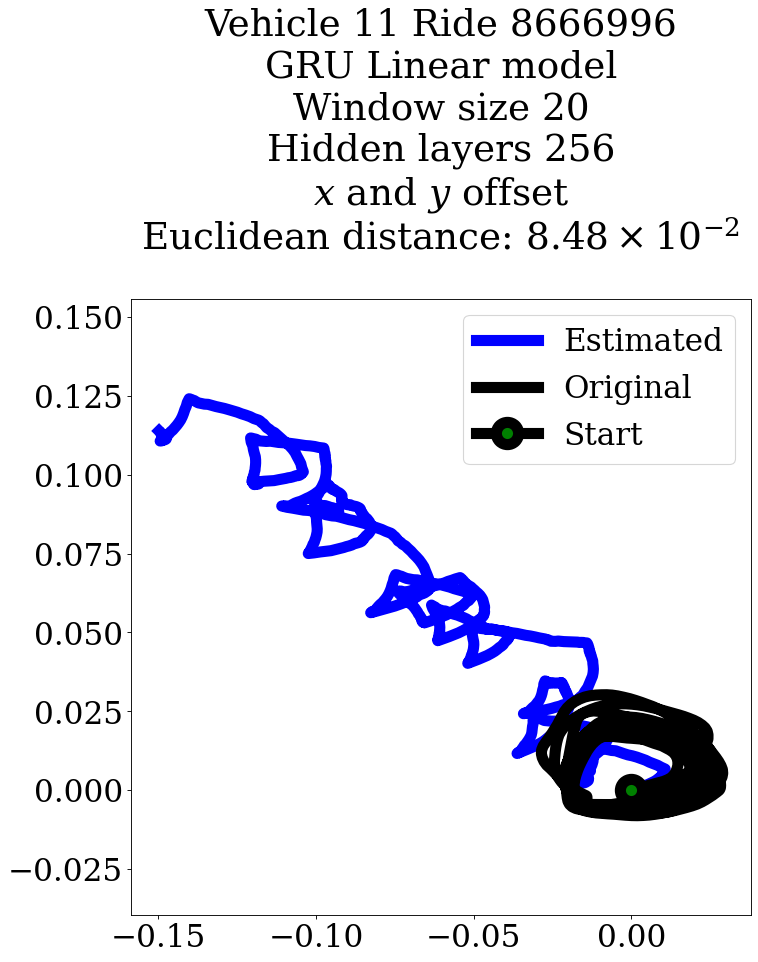 Vehicle 11 Ride 8666996
GRU Linear model
Window size 20
Hidden layers 256
x and y offset
Euclidean distance: 8.48 × 10⁻²
Estimated
Original
Start
0.150
0.125
0.100
0.075
0.050
0.025
0.000
−0.025
−0.15 −0.10 −0.05 0.00